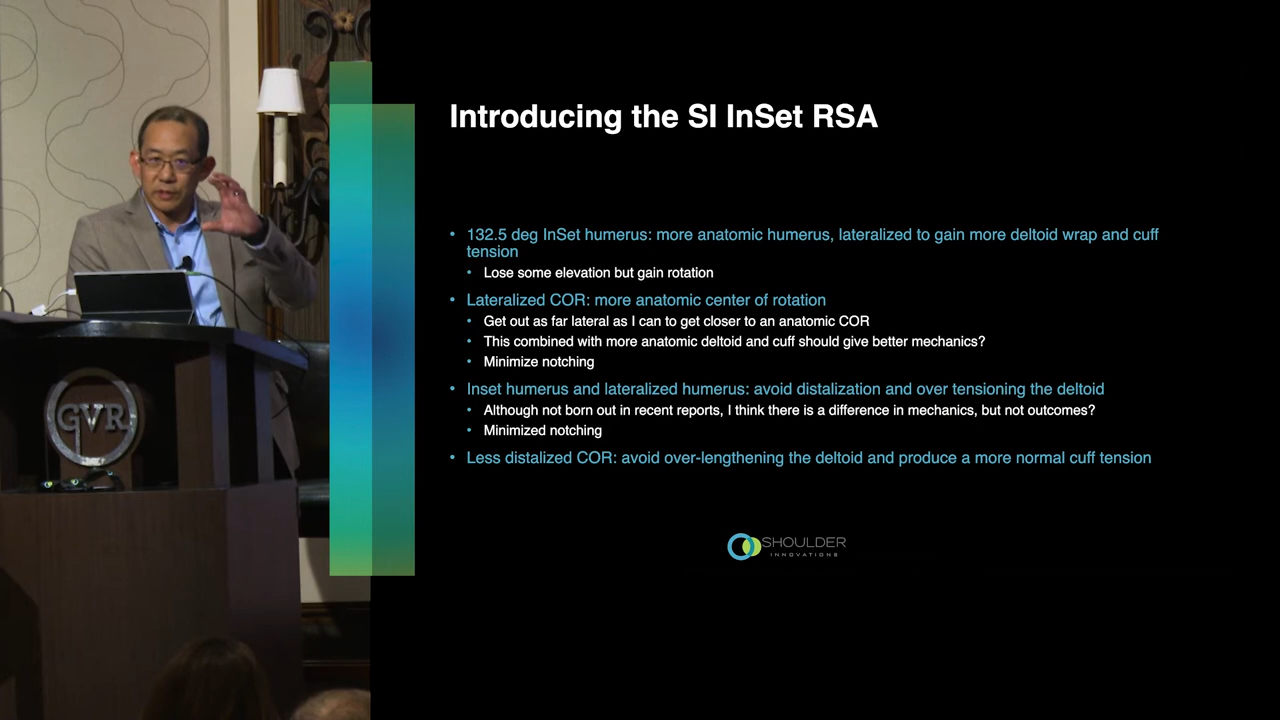 Introducing the SI InSet RSA
• 132.5 deg InSet humerus: more anatomic humerus, lateralized to gain more deltoid wrap and cuff
tension
• Lose some elevation but gain rotation
• Lateralized COR: more anatomic center of rotation
• Get out as far lateral as I can to get closer to an anatomic COR
• This combined with more anatomic deltoid and cuff should give better mechanics?
• Minimize notching
• Inset humerus and lateralized humerus: avoid distalization and over tensioning the deltoid
• Although not born out in recent reports, I think there is a difference in mechanics, but not outcomes?
• Minimized notching
• Less distalized COR: avoid over-lengthening the deltoid and produce a more normal cuff tension
SHOULDER
INNOVATIONS
GVR